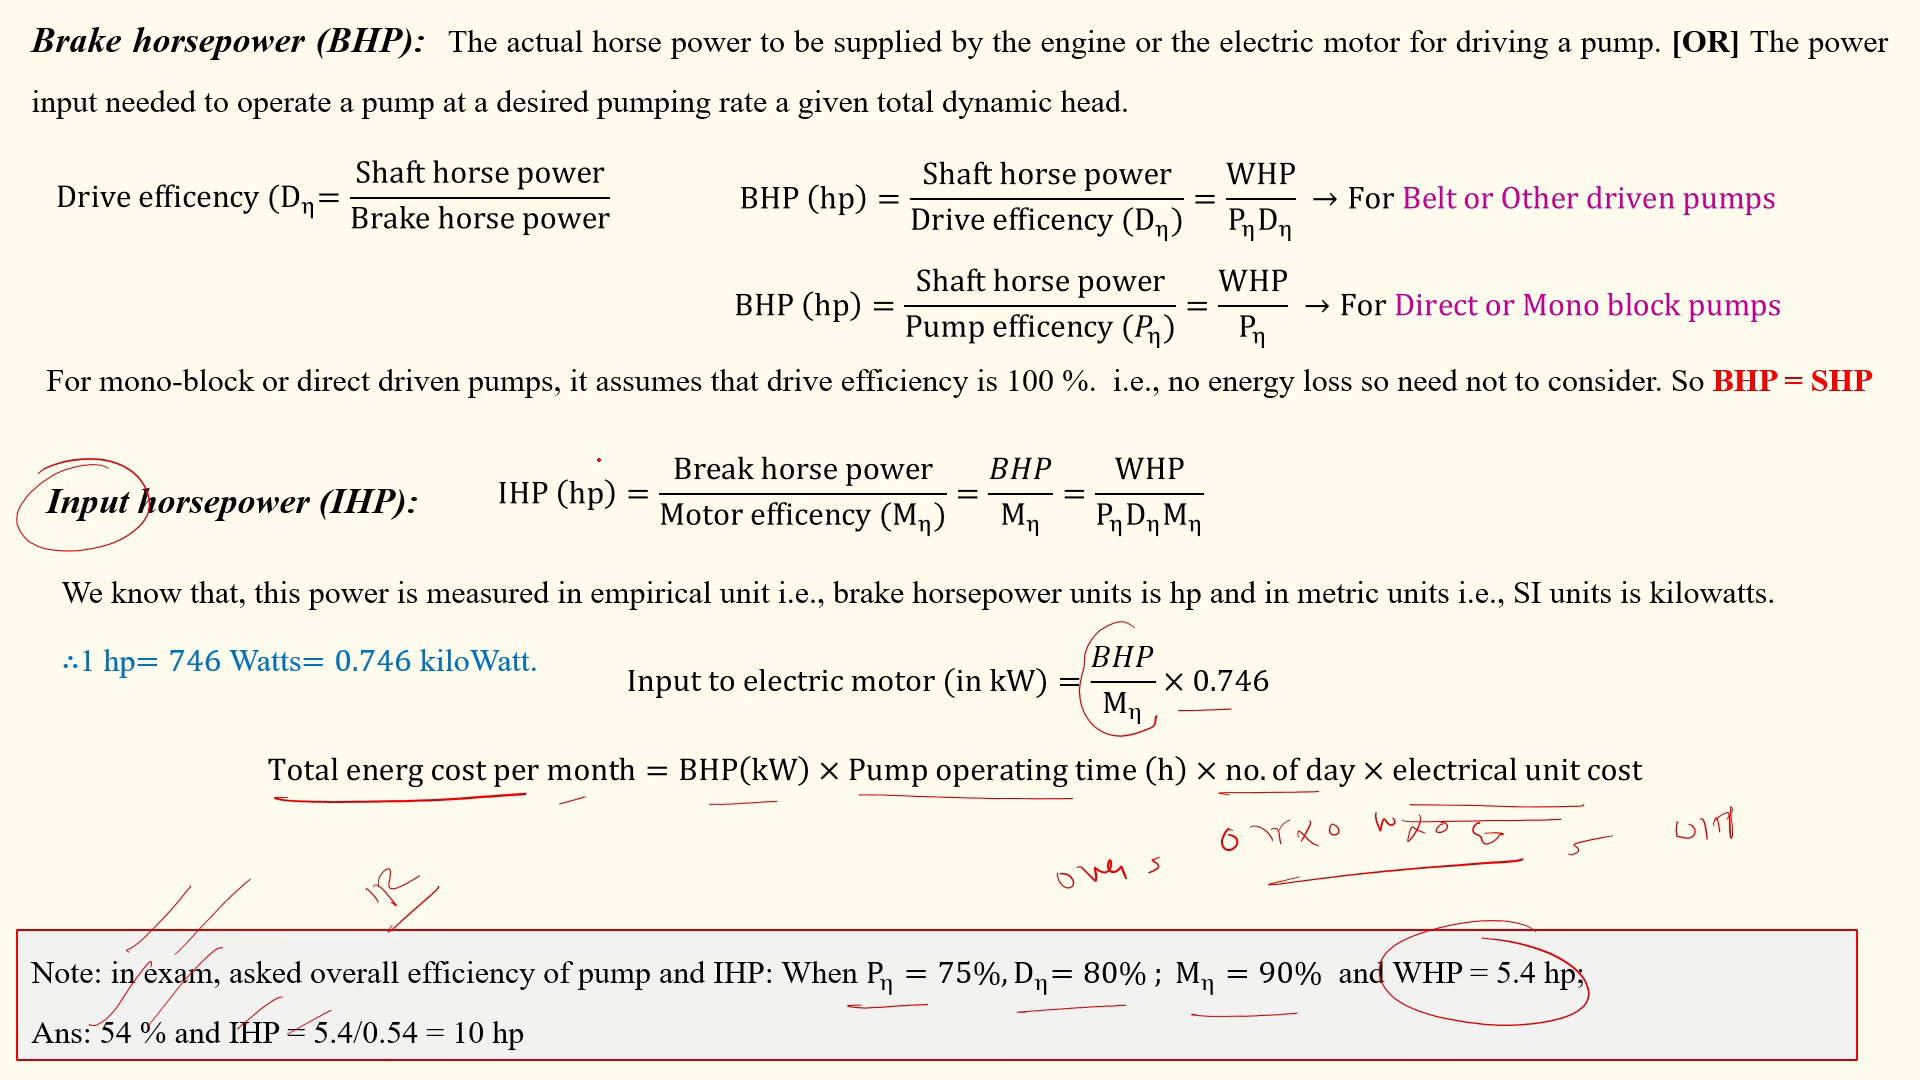 Brake horsepower (BHP): The actual horse power to be supplied by the engine or the electric motor for driving a pump. [OR] The power
input needed to operate a pump at a desired pumping rate a given total dynamic head.
Drive efficency (Dη= Shaft horse power / Brake horse power
BHP (hp) = Shaft horse power / Drive efficency (Dη) = WHP / PηDη → For Belt or Other driven pumps
BHP (hp) = Shaft horse power / Pump efficency (Pη) = WHP / Pη → For Direct or Mono block pumps
For mono-block or direct driven pumps, it assumes that drive efficiency is 100 %. i.e., no energy loss so need not to consider. So BHP = SHP
Input horsepower (IHP): IHP (hp) = Break horse power / Motor efficency (Mη) = BHP / Mη = WHP / PηDηMη
We know that, this power is measured in empirical unit i.e., brake horsepower units is hp and in metric units i.e., SI units is kilowatts.
∴1 hp= 746 Watts= 0.746 kiloWatt.
Input to electric motor (in kW) = BHP / Mη × 0.746
Total energ cost per month = BHP(kW) × Pump operating time (h) × no. of day × electrical unit cost
Note: in exam, asked overall efficiency of pump and IHP: When Pη = 75%, Dη= 80% ; Mη = 90% and WHP = 5.4 hp;
Ans: 54 % and IHP = 5.4/0.54 = 10 hp